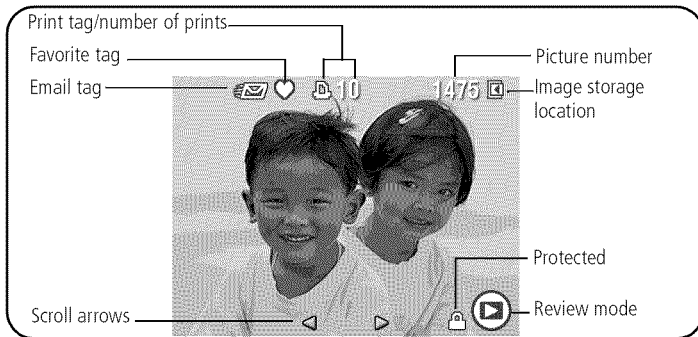 Print tag/number of prints
Favorite tag
Email tag
10
1475
Picture number
Image storage
location
Protected
Scroll arrows
Review mode